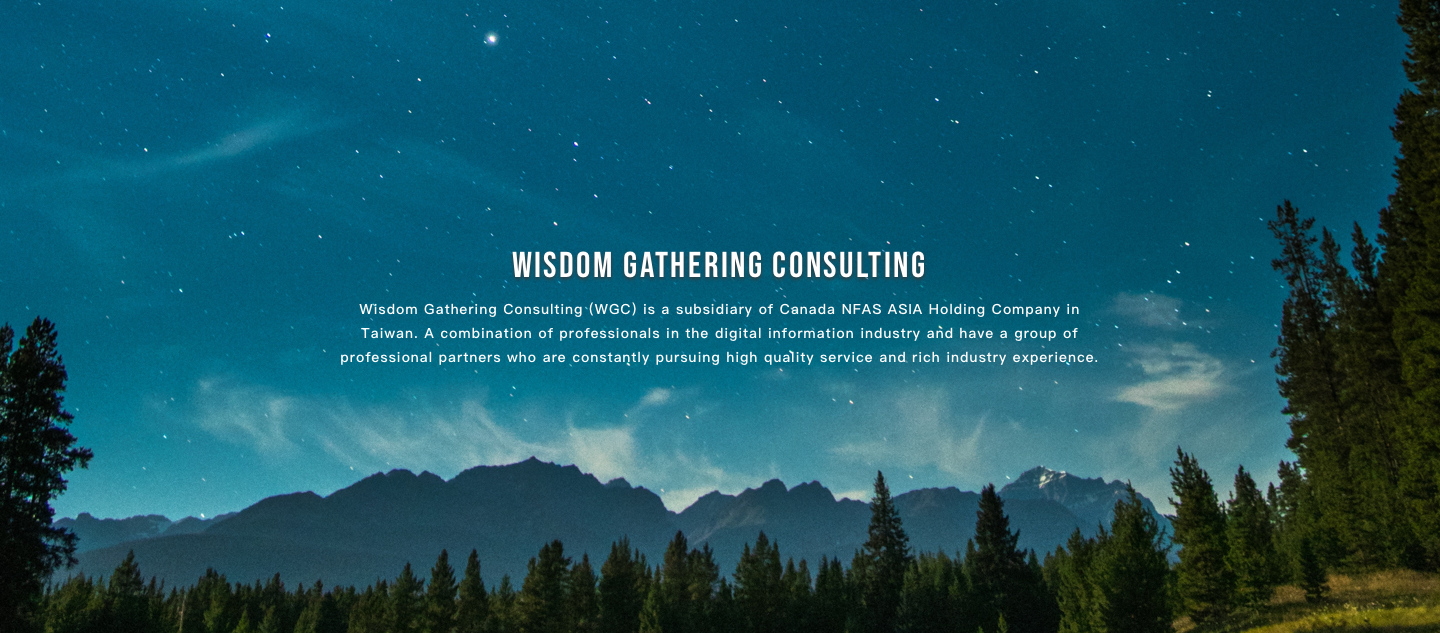 WISDOM GATHERING CONSULTING
Wisdom Gathering Consulting (WGC) is a subsidiary of Canada NFAS ASIA Holding Company in
Taiwan. A combination of professionals in the digital information industry and have a group of
professional partners who are constantly pursuing high quality service and rich industry experience.